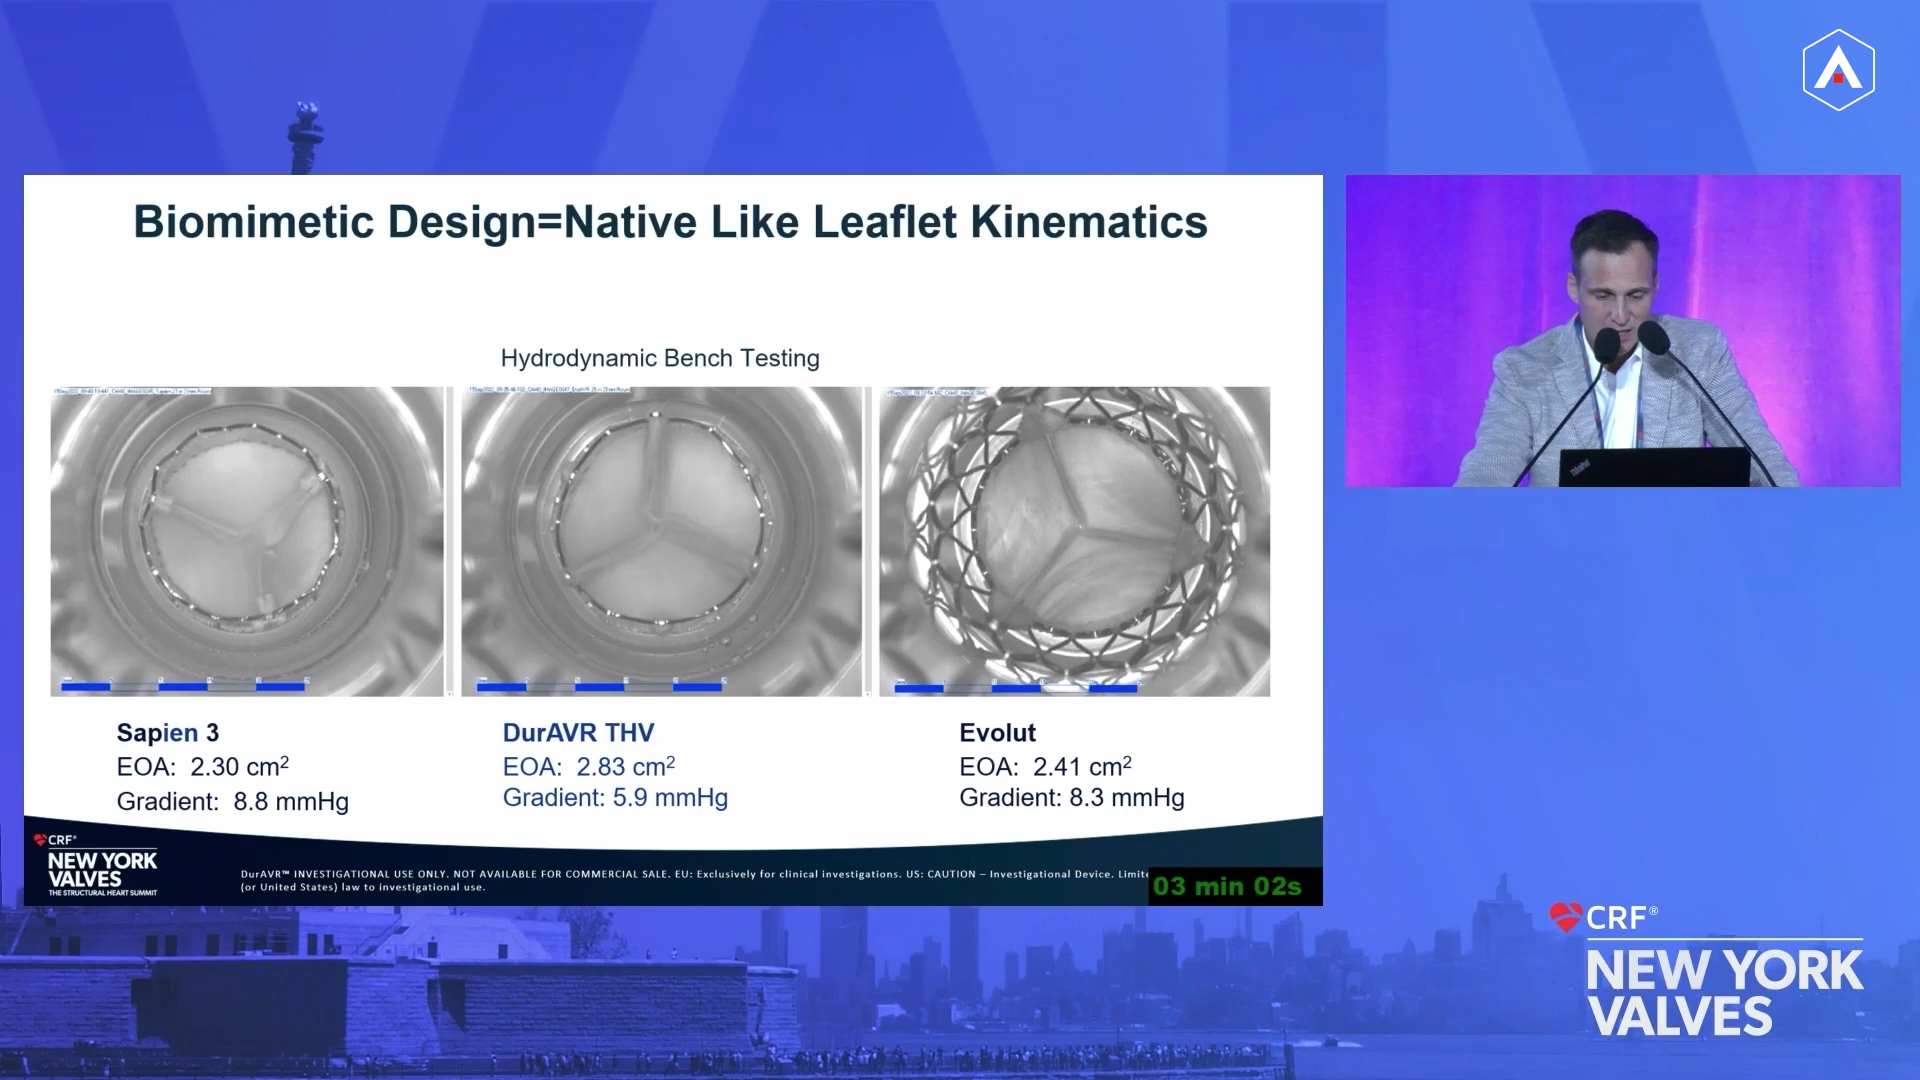 Biomimetic Design=Native Like Leaflet Kinematics
Hydrodynamic Bench Testing
Sapien 3
EOA: 2.30 cm²
Gradient: 8.8 mmHg
DurAVR THV
EOA: 2.83 cm²
Gradient: 5.9 mmHg
Evolut
EOA: 2.41 cm²
Gradient: 8.3 mmHg
CRF®
NEW YORK
VALVES
THE STRUCTURAL HEART SUMMIT
DurAVR™ INVESTIGATIONAL USE ONLY. NOT AVAILABLE FOR COMMERCIAL SALE. EU: Exclusively for clinical investigations. US: CAUTION – Investigational Device. Limite
(or United States) law to investigational use.
03 min 02s
ThinkPad
CRF®
NEW YORK
VALVES